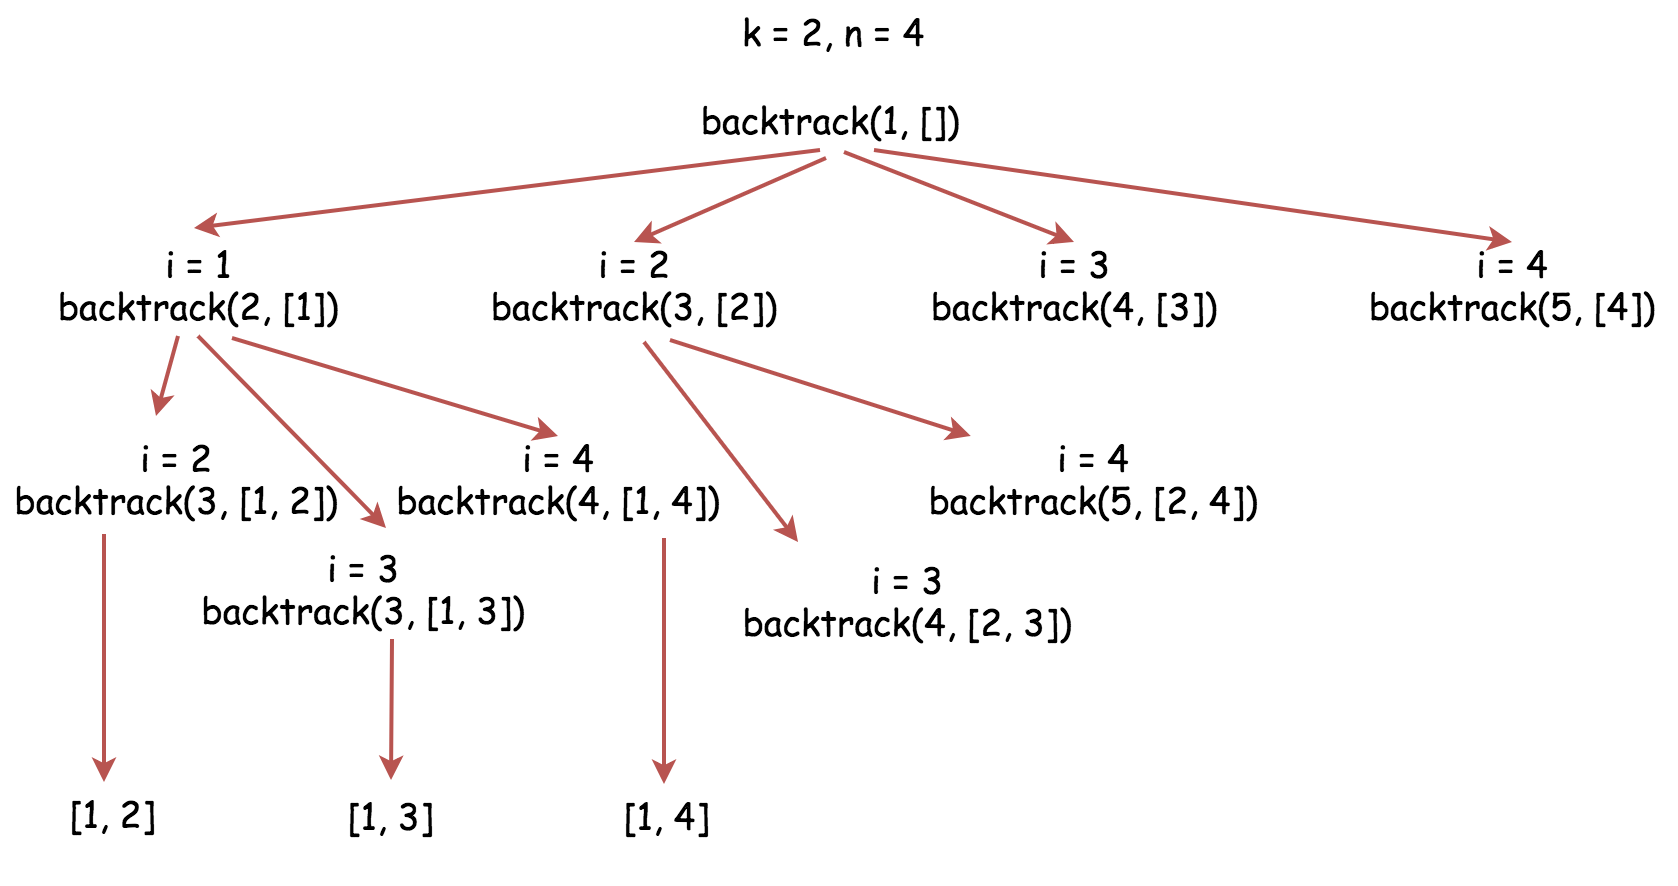 k = 2, n = 4
backtrack(1, [])
i = 1
backtrack(2, [1])
i = 2
backtrack(3, [2])
i = 3
backtrack(4, [3])
i = 4
backtrack(5, [4])
i = 2
backtrack(3, [1, 2])
i = 4
backtrack(4, [1, 4])
i = 4
backtrack(5, [2, 4])
i = 3
backtrack(3, [1, 3])
i = 3
backtrack(4, [2, 3])
[1, 2]
[1, 3]
[1, 4]